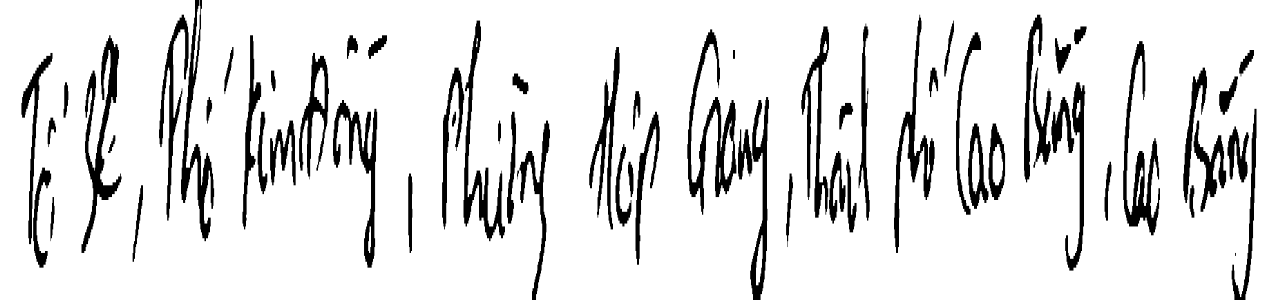 Tổ 32, Phố Kim Đồng, Phường Hợp Giang, Thành phố Cao Bằng, Cao Bằng